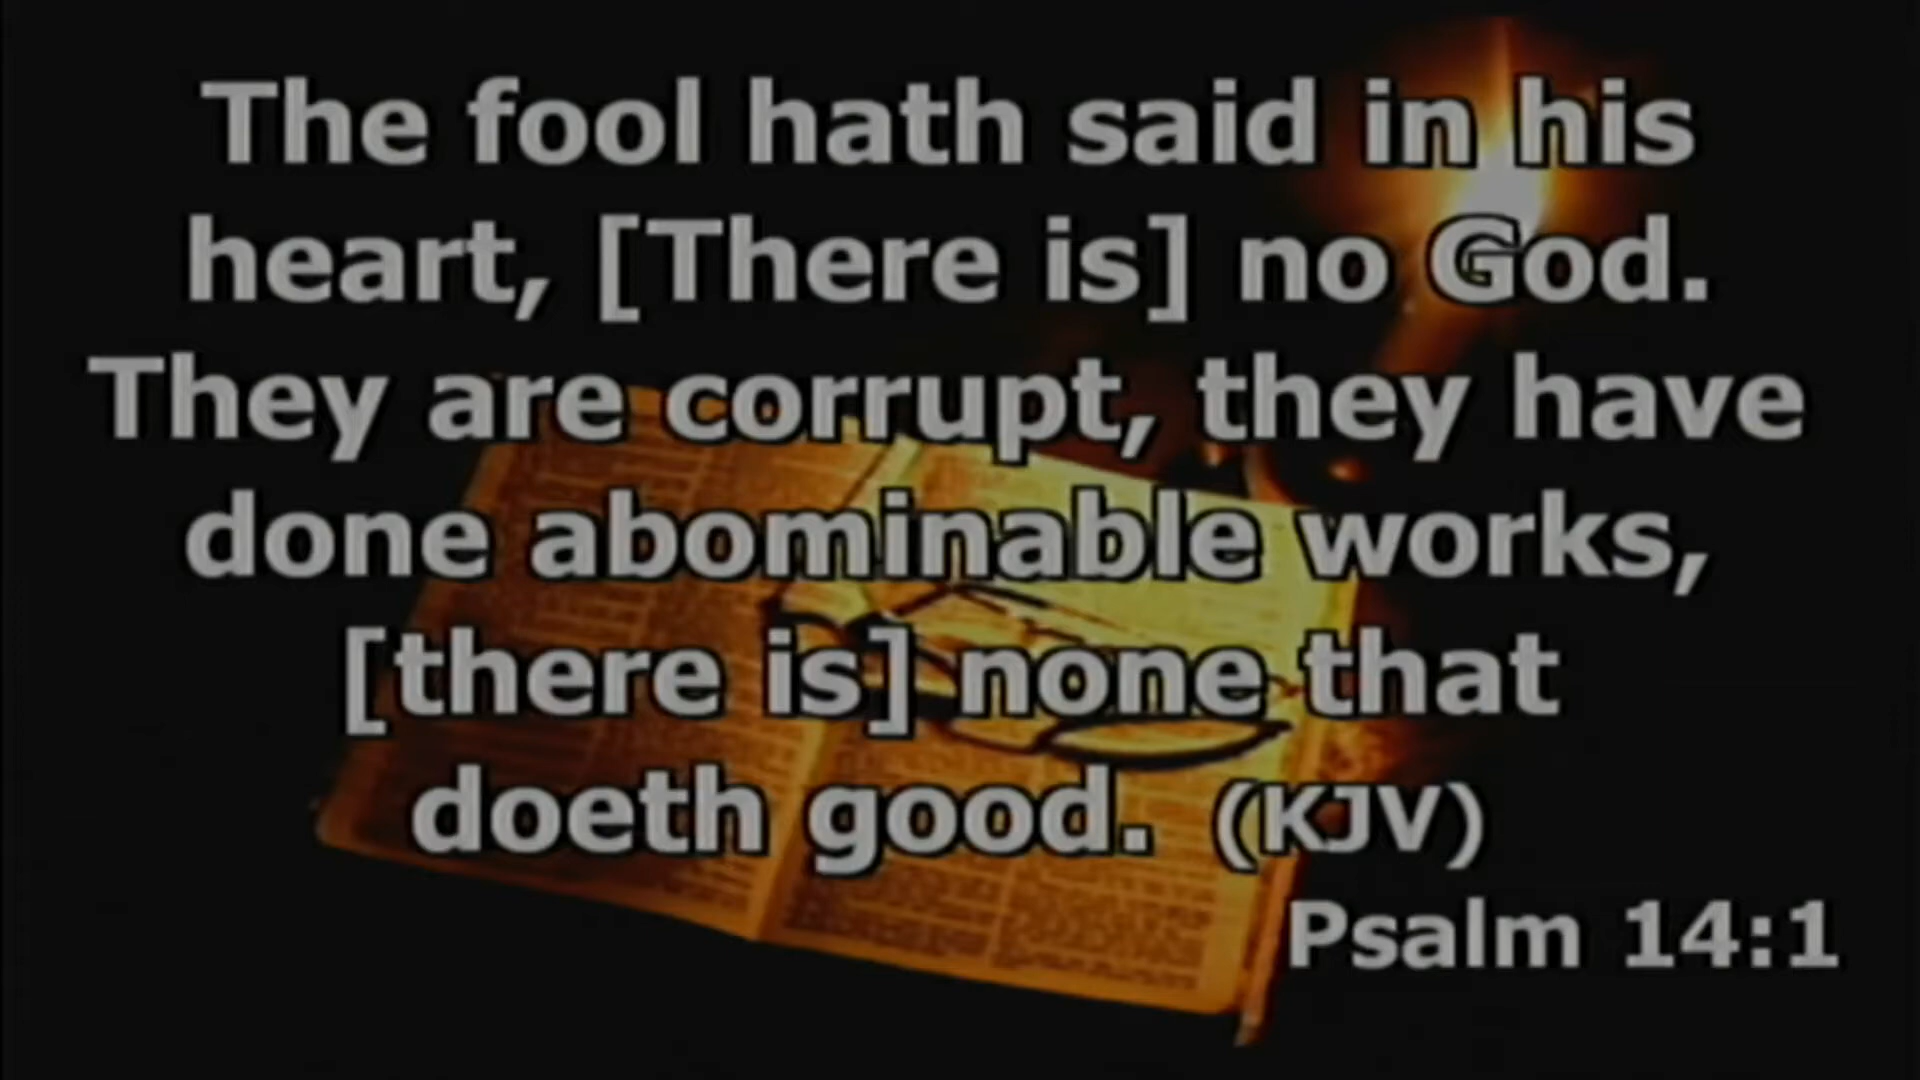 The fool hath said in his
heart, [There is] no God.
They are corrupt, they have
done abominable works,
[there is] none that
doeth good. (KJV)
Psalm 14:1